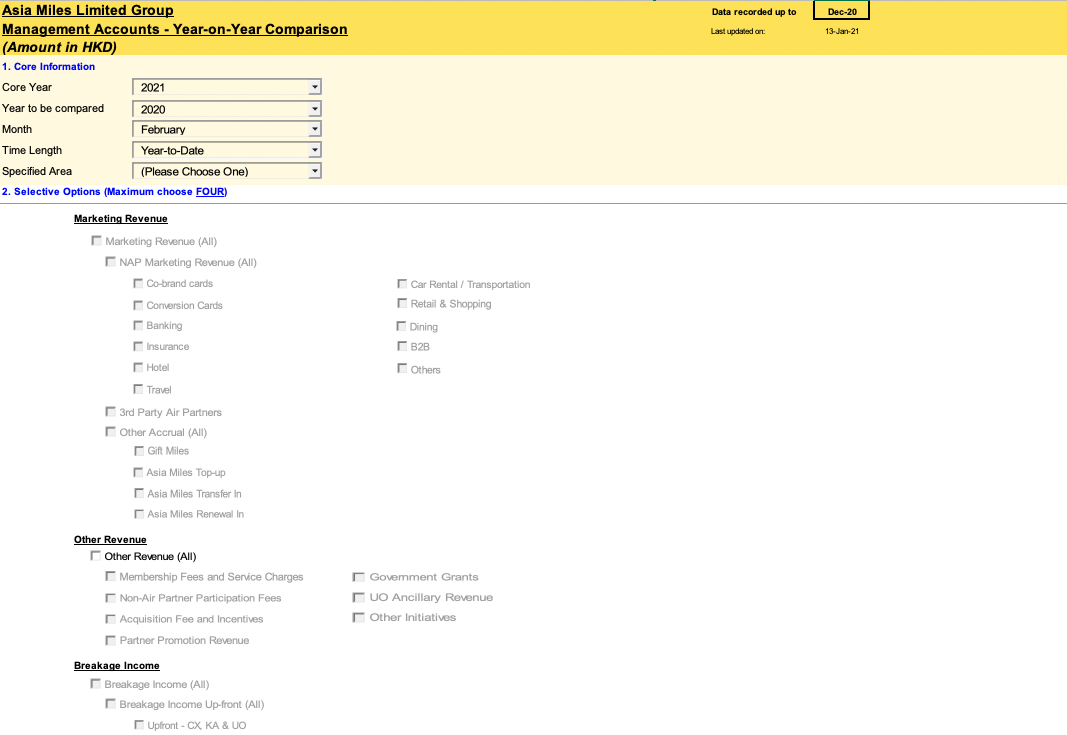 Asia Miles Limited Group
Data recorded up to Dec-20
Management Accounts - Year-on-Year Comparison
Last updated on: 13-Jan-21
(Amount in HKD)
1. Core Information
Core Year 2021
Year to be compared 2020
Month February
Time Length Year-to-Date
Specified Area (Please Choose One)
2. Selective Options (Maximum choose FOUR)
Marketing Revenue
Marketing Revenue (All)
NAP Marketing Revenue (All)
Co-brand cards Car Rental / Transportation
Conversion Cards Retail & Shopping
Banking Dining
Insurance B2B
Hotel Others
Travel
3rd Party Air Partners
Other Accrual (All)
Gift Miles
Asia Miles Top-up
Asia Miles Transfer In
Asia Miles Renewal In
Other Revenue
Other Revenue (All)
Membership Fees and Service Charges Government Grants
Non-Air Partner Participation Fees UO Ancillary Revenue
Acquisition Fee and Incentives Other Initiatives
Partner Promotion Revenue
Breakage Income
Breakage Income (All)
Breakage Income Up-front (All)
Upfront - CX, KA & UO